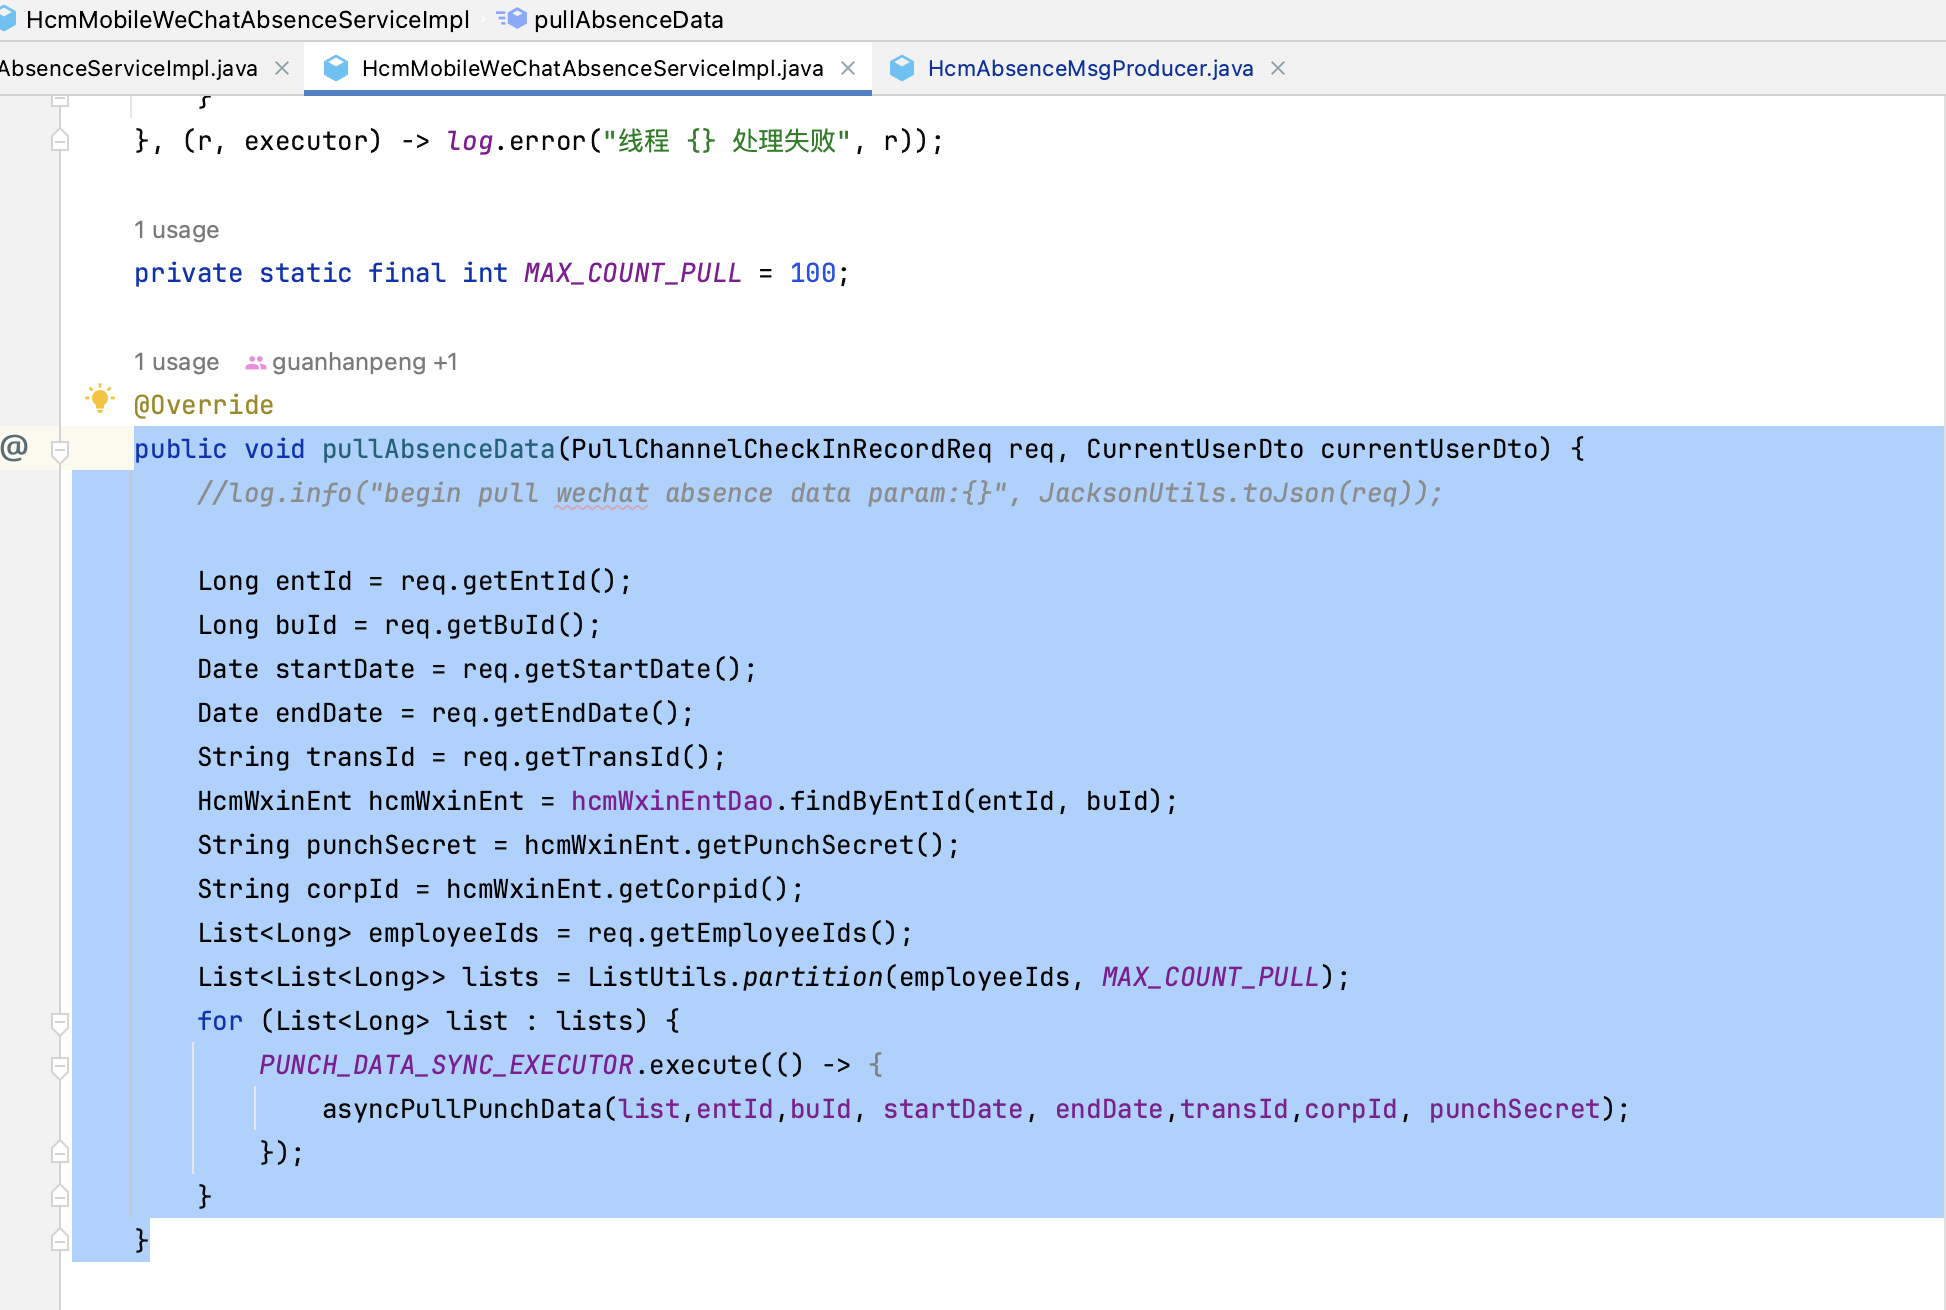 HcmMobileWeChatAbsenceServiceImpl pullAbsenceData
AbsenceServiceImpl.java HcmMobileWeChatAbsenceServiceImpl.java HcmAbsenceMsgProducer.java
}
}, (r, executor) -> log.error("线程 {} 处理失败", r));
1 usage
private static final int MAX_COUNT_PULL = 100;
1 usage guanhanpeng +1
@Override
@ public void pullAbsenceData(PullChannelCheckInRecordReq req, CurrentUserDto currentUserDto) {
//log.info("begin pull wechat absence data param:{}", JacksonUtils.toJson(req));
Long entId = req.getEntId();
Long buId = req.getBuId();
Date startDate = req.getStartDate();
Date endDate = req.getEndDate();
String transId = req.getTransId();
HcmWxinEnt hcmWxinEnt = hcmWxinEntDao.findByEntId(entId, buId);
String punchSecret = hcmWxinEnt.getPunchSecret();
String corpId = hcmWxinEnt.getCorpid();
List<Long> employeeIds = req.getEmployeeIds();
List<List<Long>> lists = ListUtils.partition(employeeIds, MAX_COUNT_PULL);
for (List<Long> list : lists) {
PUNCH_DATA_SYNC_EXECUTOR.execute(() -> {
asyncPullPunchData(list,entId,buId, startDate, endDate,transId,corpId, punchSecret);
});
}
}